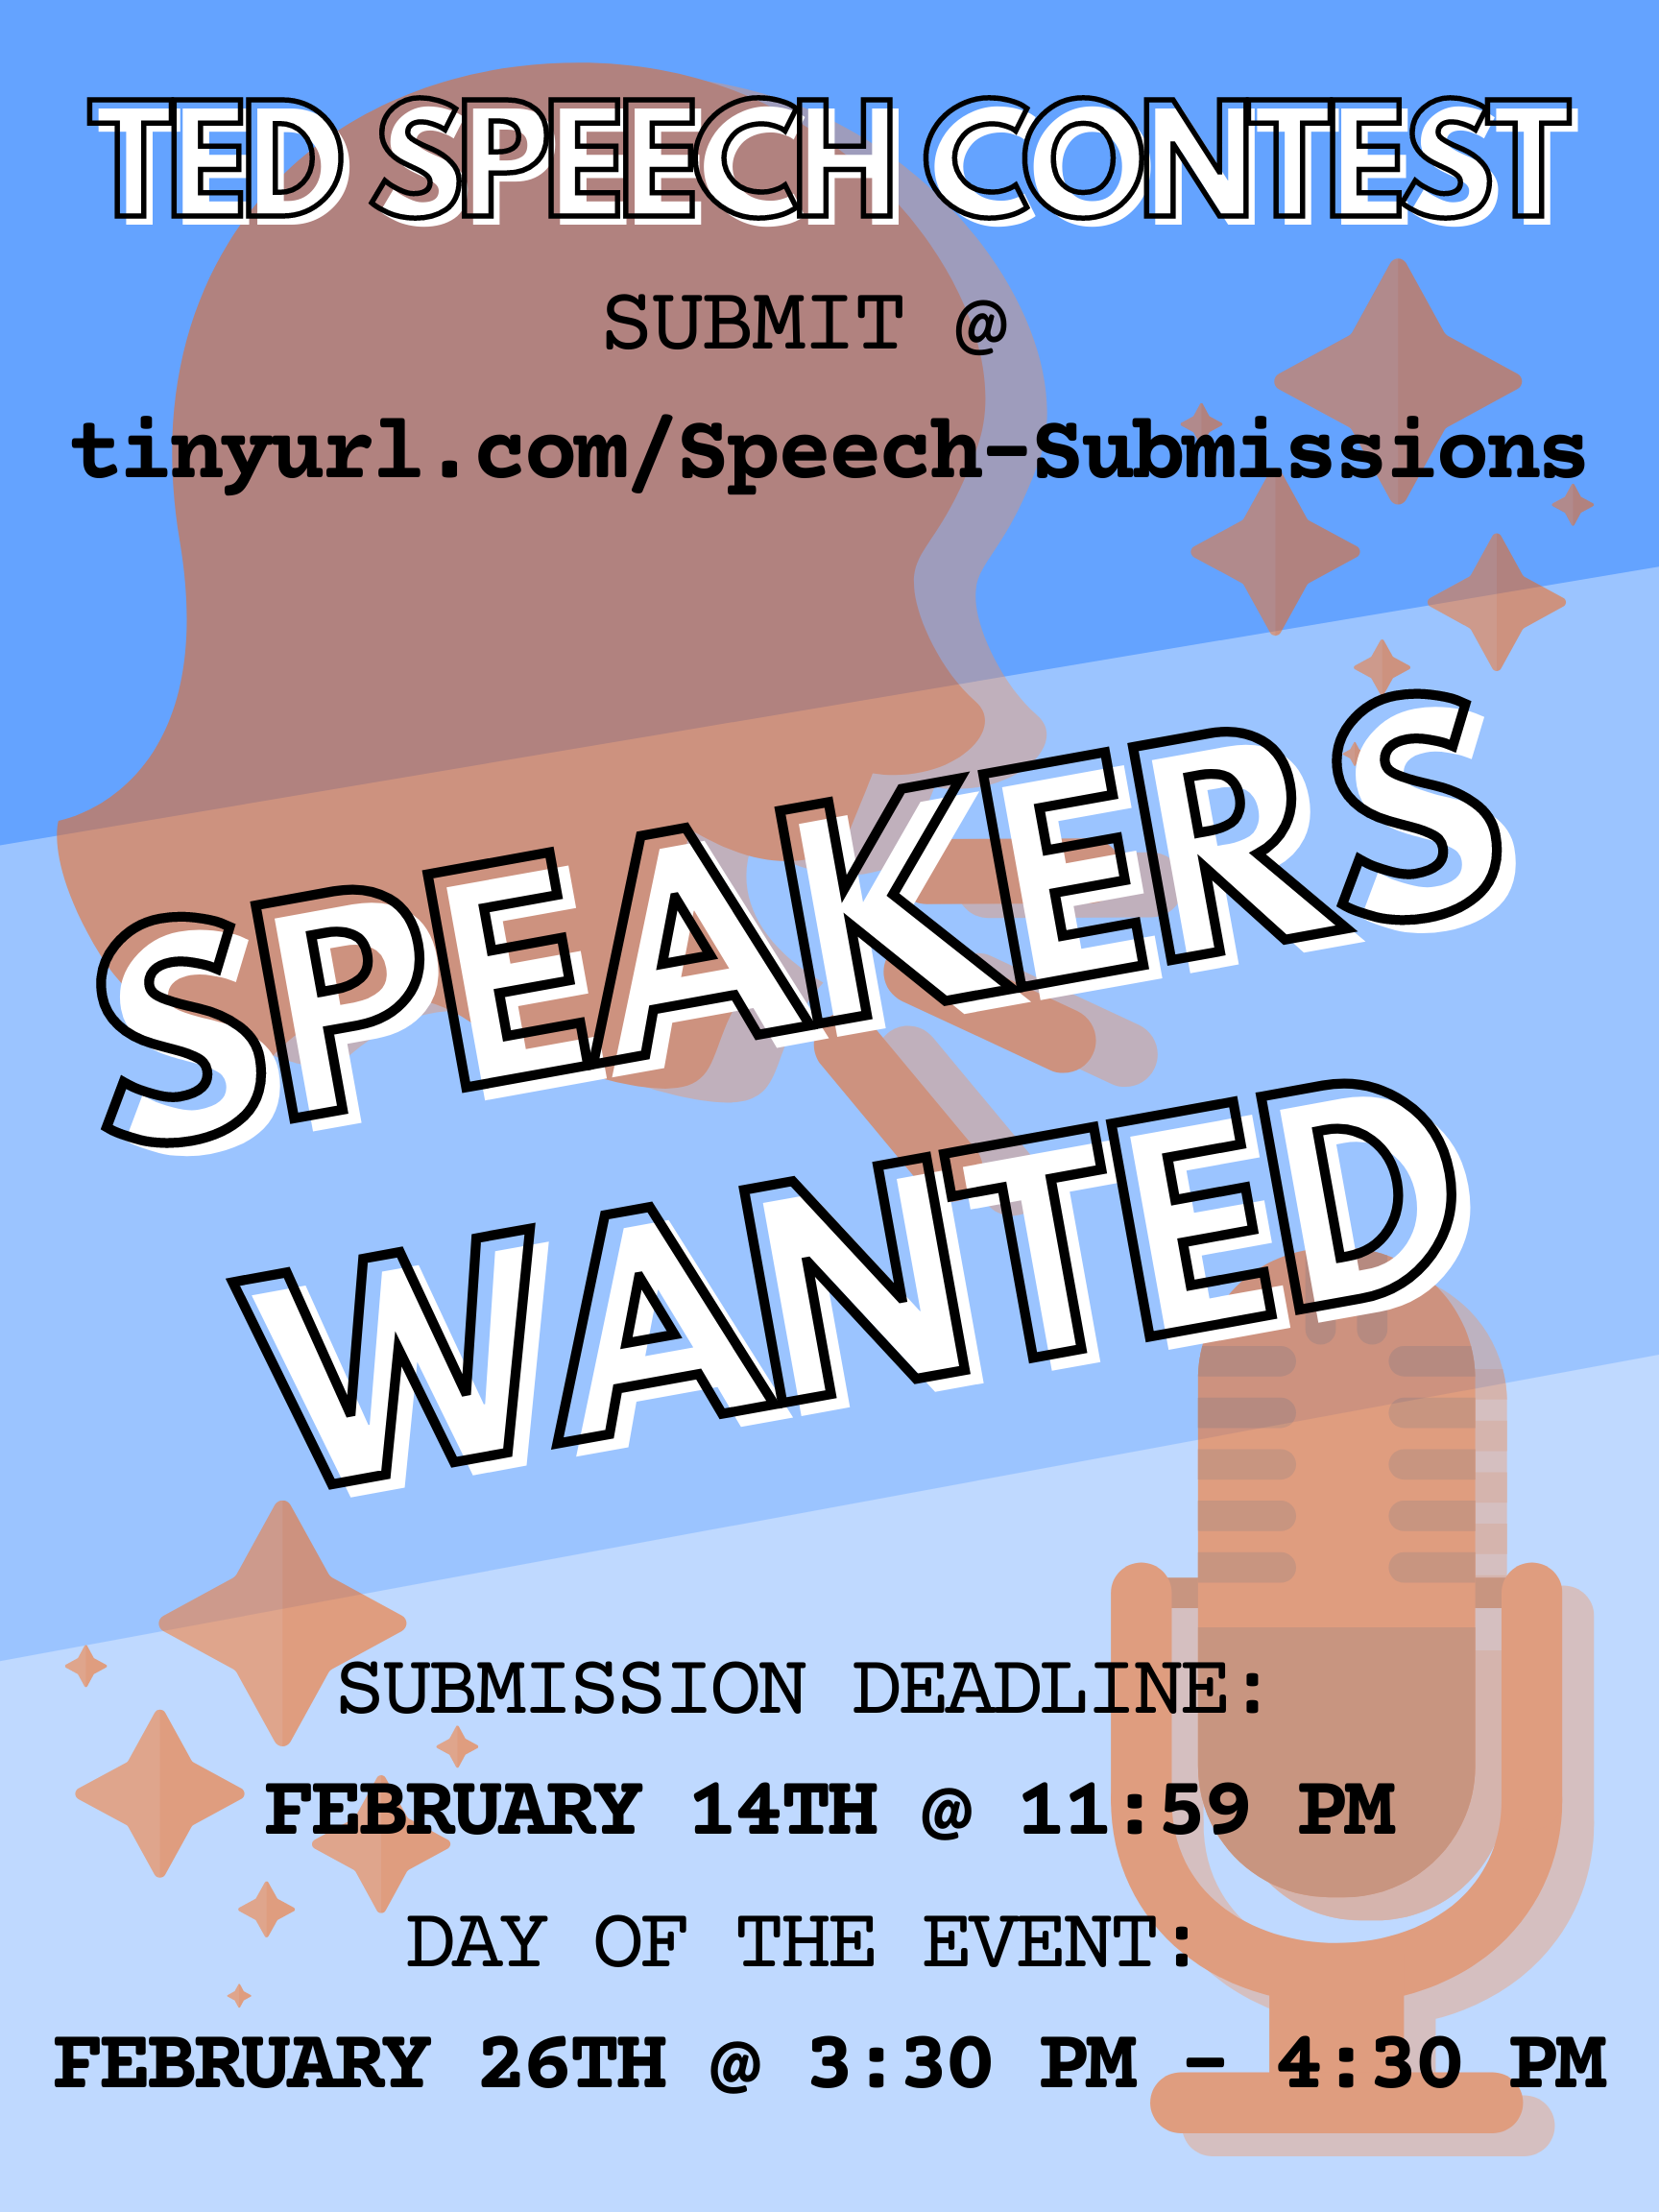 TED SPEECH CONTEST
SUBMIT @
tinyurl.com/Speech-Submissions
SPEAKERS
WANTED
SUBMISSION DEADLINE:
FEBRUARY 14TH @ 11:59 PM
DAY OF THE EVENT:
FEBRUARY 26TH @ 3:30 PM - 4:30 PM